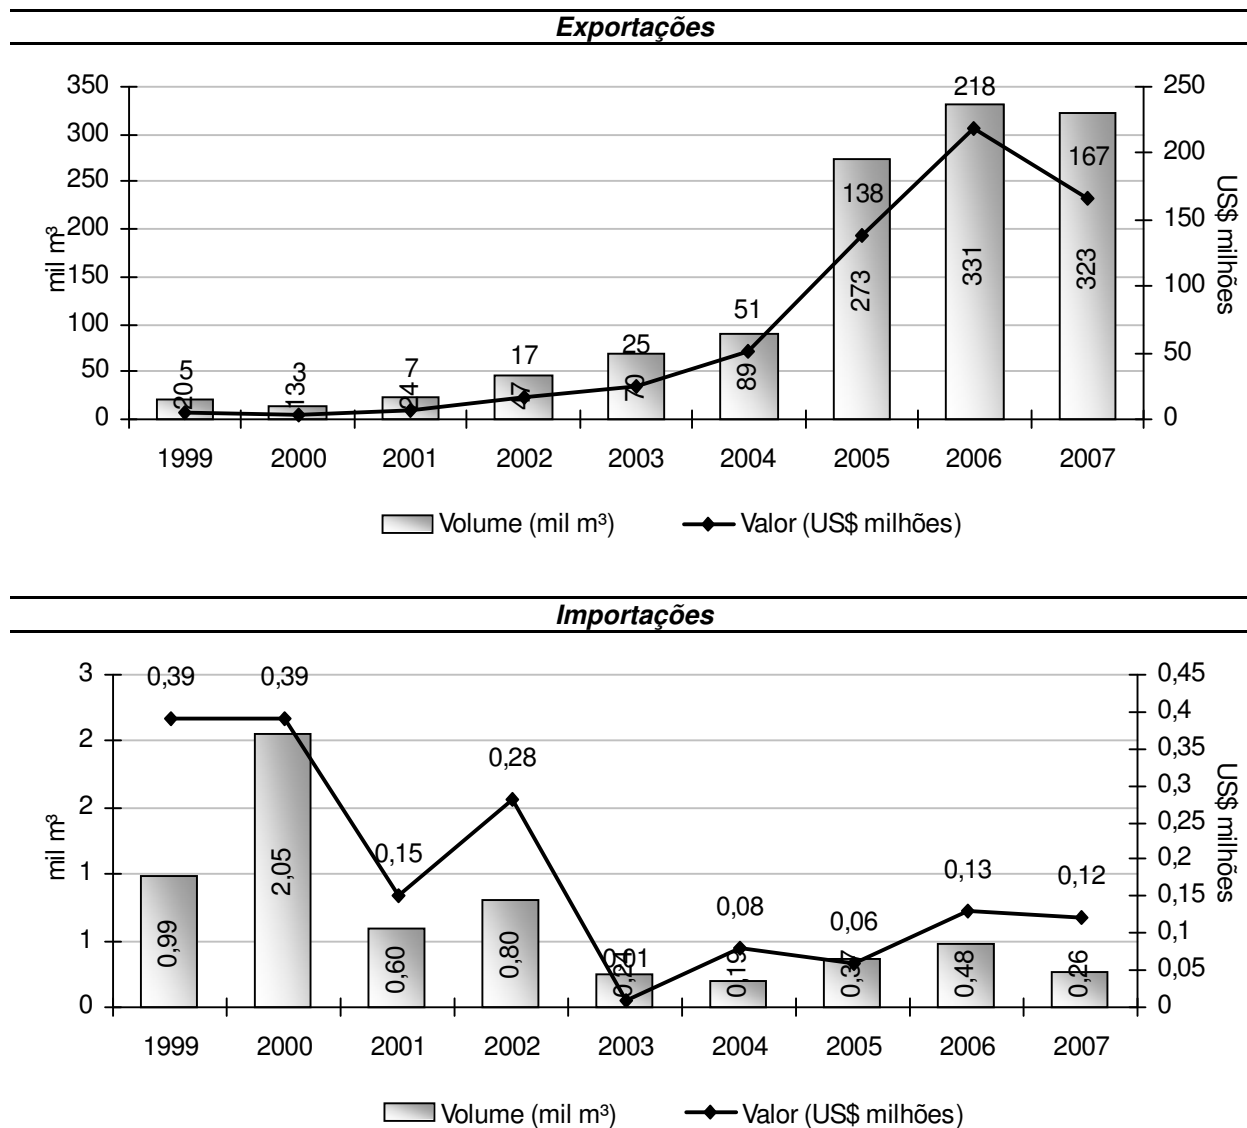 Exportações
350
300
250
200
150
100
50
0
mil m³
250
200
150
100
50
0
US$ milhões
5 3 7 17 25 51 138 218 167
20 13 24 47 70 89 273 331 323
1999 2000 2001 2002 2003 2004 2005 2006 2007
Volume (mil m³) Valor (US$ milhões)
Importações
3
2
2
1
1
0
mil m³
0,45
0,4
0,35
0,3
0,25
0,2
0,15
0,1
0,05
0
US$ milhões
0,39 0,39 0,15 0,28 0,01 0,08 0,06 0,13 0,12
0,99 2,05 0,60 0,80 0,24 0,19 0,37 0,48 0,26
1999 2000 2001 2002 2003 2004 2005 2006 2007
Volume (mil m³) Valor (US$ milhões)